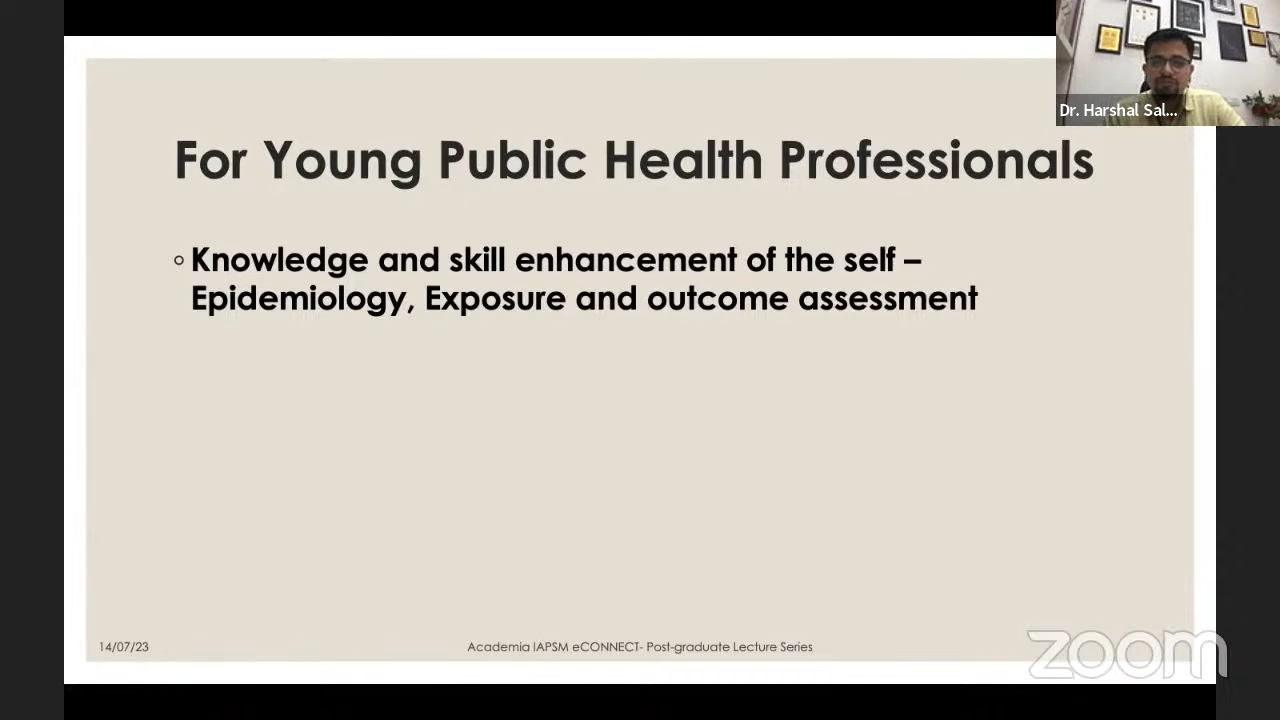 Dr. Harshal Sal...
For Young Public Health Professionals
◦ Knowledge and skill enhancement of the self –
Epidemiology, Exposure and outcome assessment
14/07/23
Academia IAPSM eCONNECT- Post-graduate Lecture Series
zoom